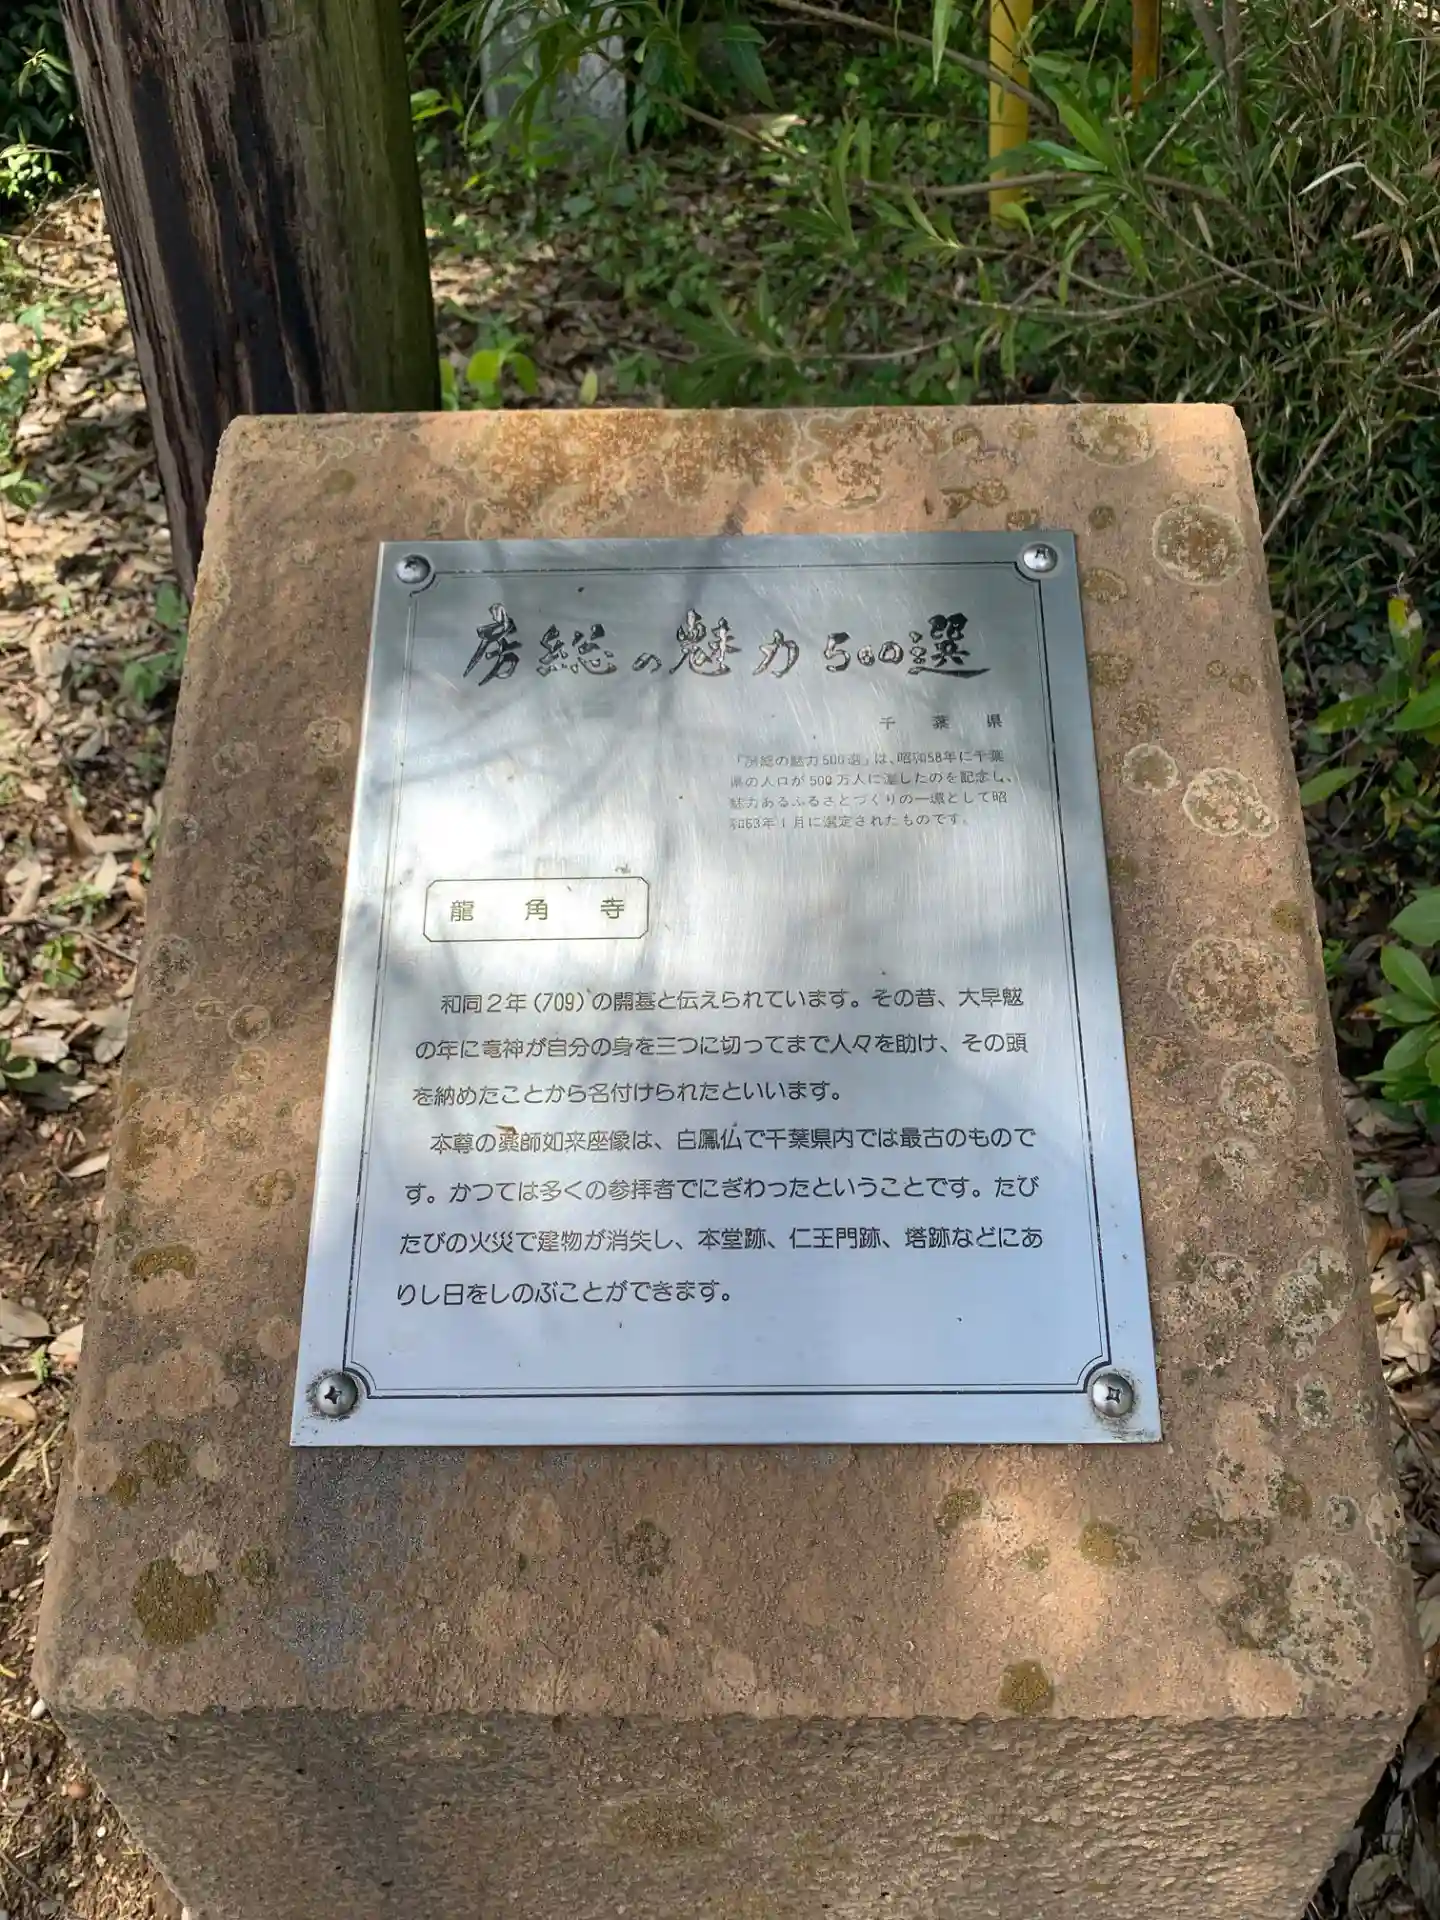 房総の魅力500選
千葉県
「房総の魅力500選」は、昭和58年に千葉
県の人口が500万人に達したのを記念し、
魅力あるふるさとづくりの一環として昭
和63年1月に選定されたものです。
龍角寺
和同2年(709)の開基と伝えられています。その昔、大旱魃
の年に竜神が自分の身を三つに切ってまで人々を助け、その頭
を納めたことから名付けられたといいます。
本尊の薬師如来座像は、白鳳仏で千葉県内では最古のもので
す。かつては多くの参拝者でにぎわったということです。たび
たびの火災で建物が消失し、本堂跡、仁王門跡、塔跡などにあ
りし日をしのぶことができます。